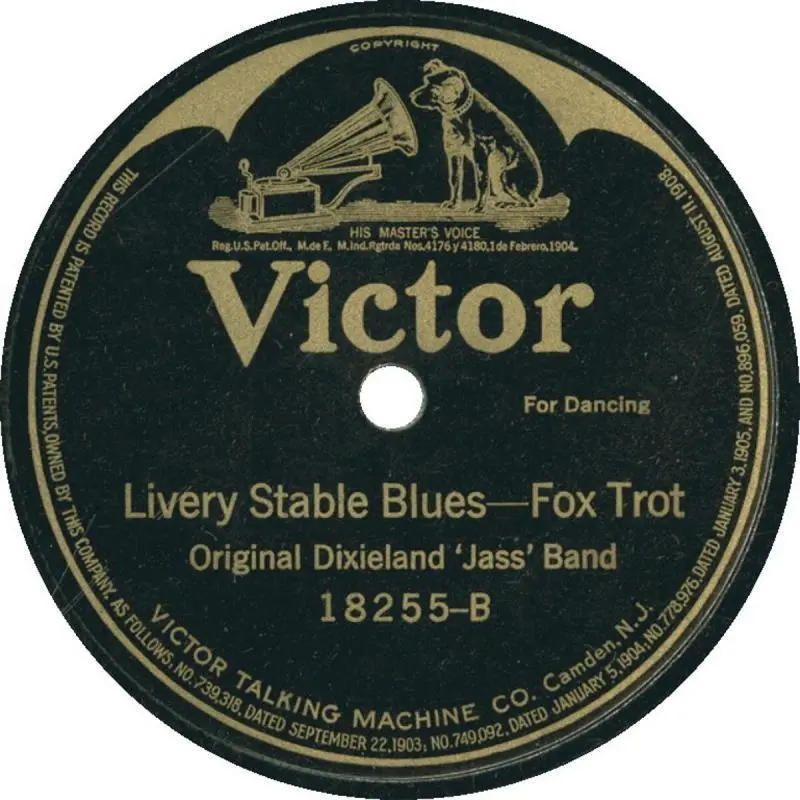 COPYRIGHT
HIS MASTER'S VOICE
Reg.U.S.Pat.Off., M.de F., M.Ind.Rgtrda Nos.4176 y 4180,1 de Febrero,1904.
Victor
For Dancing
Livery Stable Blues—Fox Trot
Original Dixieland ‘Jass’ Band
18255-B
VICTOR TALKING MACHINE CO. Camden, N.J.
THIS RECORD IS PATENTED BY U.S.PATENTS,OWNED BY THIS COMPANY, AS FOLLOWS, NO.739,318, DATED SEPTEMBER 22,1903; NO.749,092, DATED JANUARY 5,1904; NO.778,976, DATED JANUARY 3,1905, AND NO.896,059, DATED AUGUST 11,1908.